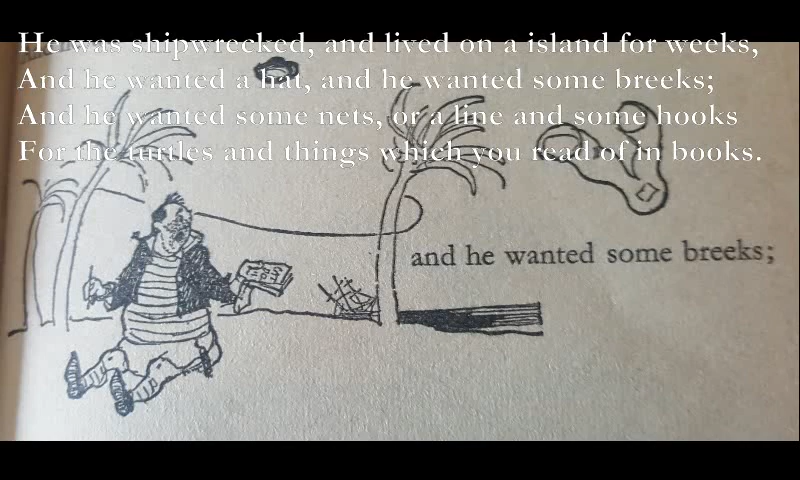 He was shipwrecked, and lived on a island for weeks,
And he wanted a hat, and he wanted some breeks;
And he wanted some nets, or a line and some hooks
For the turtles and things which you read of in books.
and he wanted some breeks;